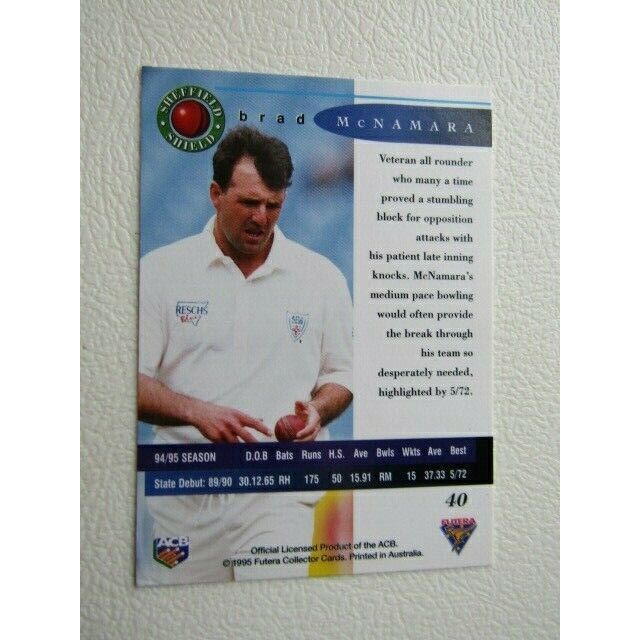 SHEFFIELD
SHIELD
brad
McNAMARA
Veteran all rounder
who many a time
proved a stumbling
block for opposition
attacks with
his patient late inning
knocks. McNamara's
medium pace bowling
would often provide
the break through
his team so
desperately needed,
highlighted by 5/72.
RESCHS
94/95 SEASON D.O.B Bats Runs H.S. Ave Bwls Wkts Ave Best
State Debut: 89/90 30.12.65 RH 175 50 15.91 RM 15 37.33 5/72
40
FUTERA
ACB
Official Licensed Product of the ACB.
© 1995 Futera Collector Cards. Printed in Australia.